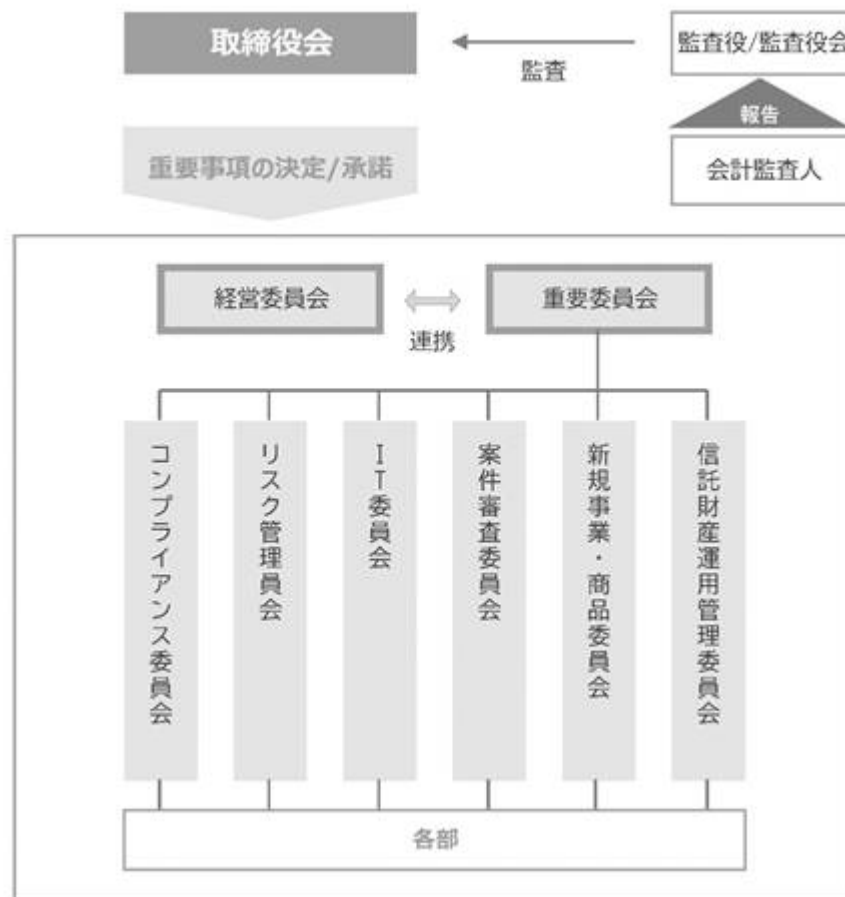 取締役会
監査
監査役/監査役会
報告
会計監査人
重要事項の決定/承諾
経営委員会
連携
重要委員会
コンプライアンス委員会
リスク管理員会
IT委員会
案件審査委員会
新規事業・商品委員会
信託財産運用管理委員会
各部